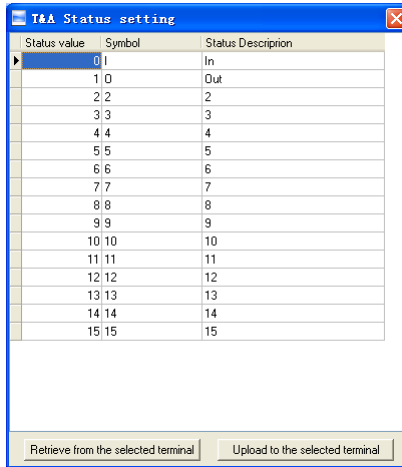 T&A Status setting
Status value Symbol Status Descriprion
0 I In
1 O Out
2 2 2
3 3 3
4 4 4
5 5 5
6 6 6
7 7 7
8 8 8
9 9 9
10 10 10
11 11 11
12 12 12
13 13 13
14 14 14
15 15 15
Retrieve from the selected terminal Upload to the selected terminal